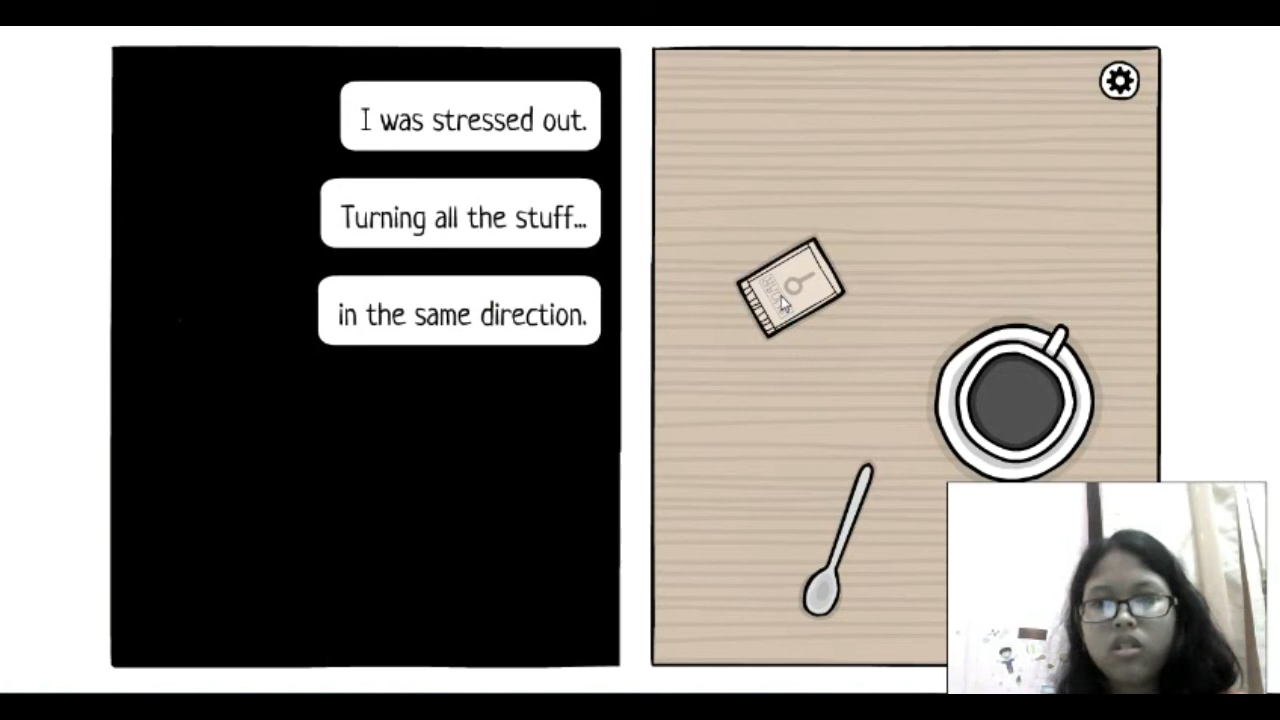 I was stressed out.
Turning all the stuff...
in the same direction.